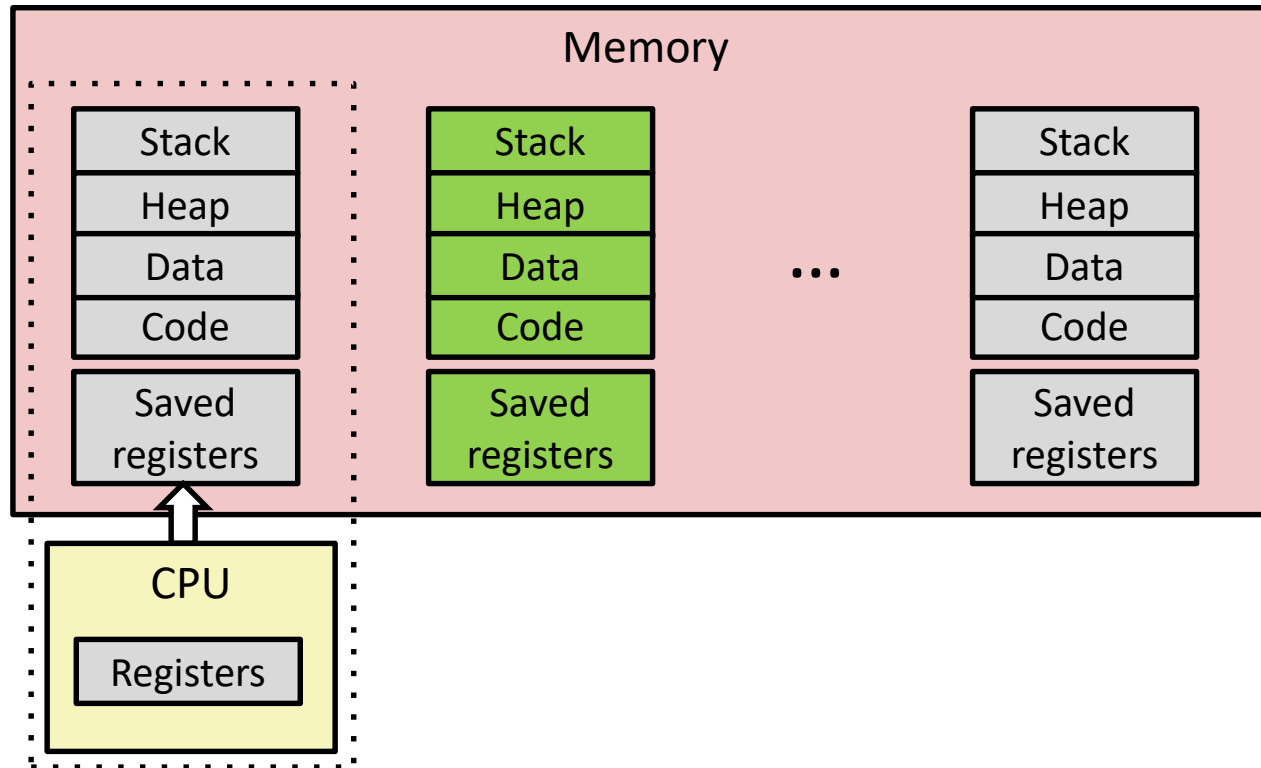 Memory
Stack
Heap
Data
Code
Saved
registers
Stack
Heap
Data
Code
Saved
registers
...
Stack
Heap
Data
Code
Saved
registers
CPU
Registers